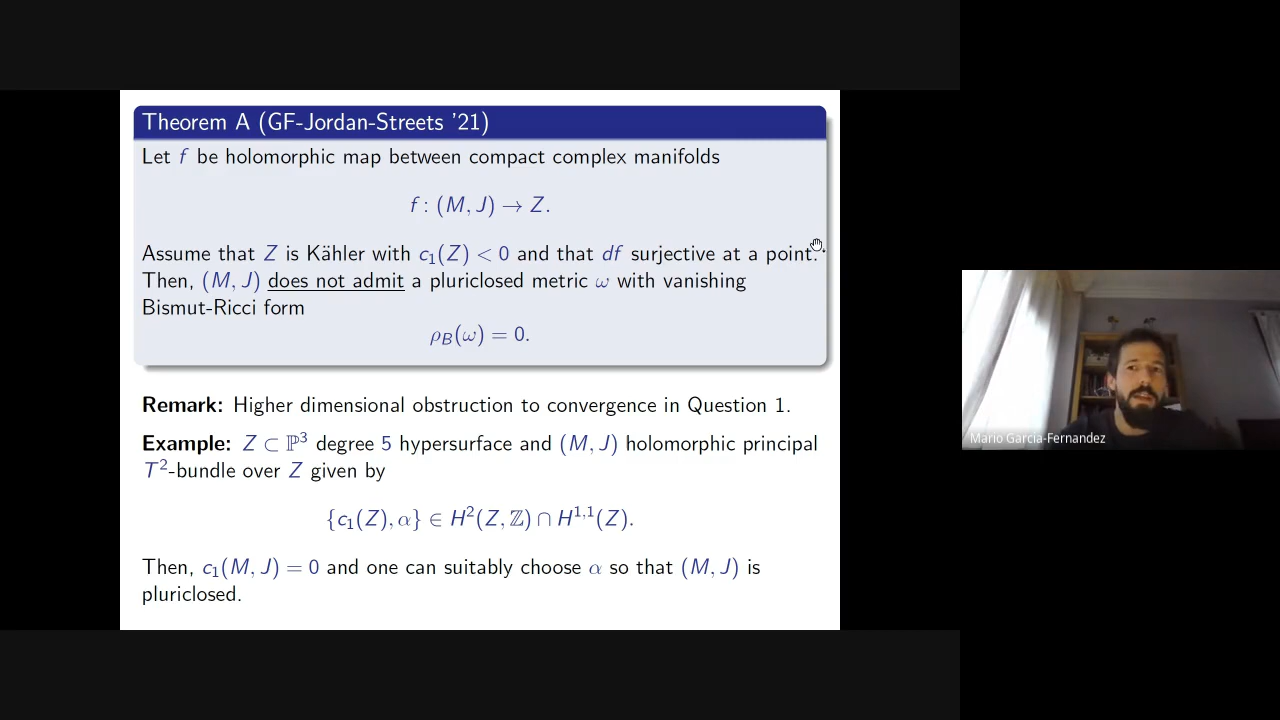 Theorem A (GF-Jordan-Streets '21)
Let f be holomorphic map between compact complex manifolds
f : (M, J) → Z.
Assume that Z is Kähler with c₁(Z) < 0 and that df surjective at a point.
Then, (M, J) does not admit a pluriclosed metric ω with vanishing
Bismut-Ricci form
ρ_B(ω) = 0.
Remark: Higher dimensional obstruction to convergence in Question 1.
Example: Z ⊂ ℙ³ degree 5 hypersurface and (M, J) holomorphic principal
T²-bundle over Z given by
{c₁(Z), α} ∈ H²(Z, ℤ) ∩ H¹,¹(Z).
Then, c₁(M, J) = 0 and one can suitably choose α so that (M, J) is
pluriclosed.
Mario Garcia-Fernandez